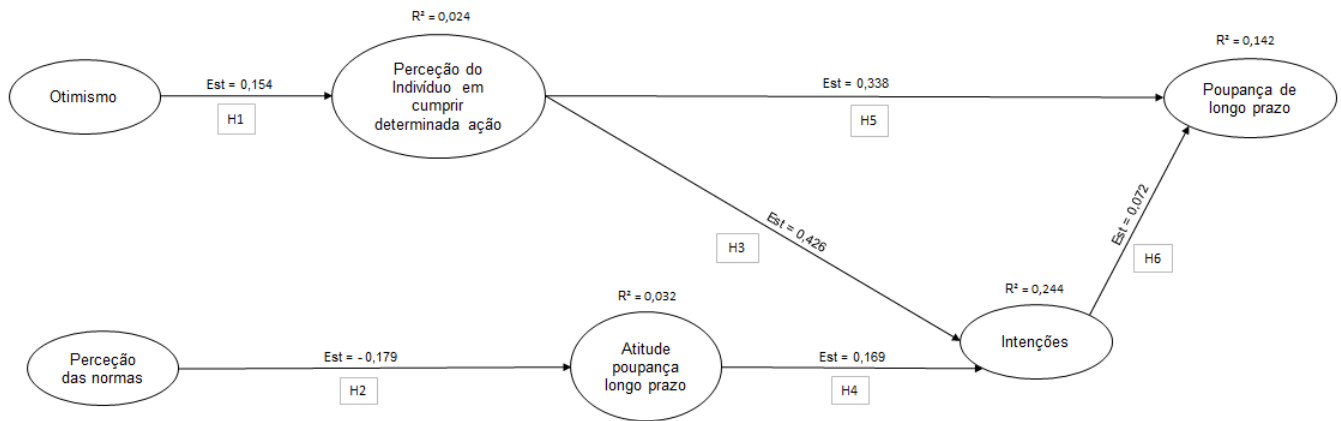 R² = 0,024
R² = 0,142
Otimismo
Est = 0,154
H1
Perceção do
Indivíduo em
cumprir
determinada ação
Est = 0,338
H5
Poupança de
longo prazo
Est = 0,426
H3
Est = 0,072
H6
R² = 0,032
R² = 0,244
Perceção
das normas
Est = - 0,179
H2
Atitude
poupança
longo prazo
Est = 0,169
H4
Intenções